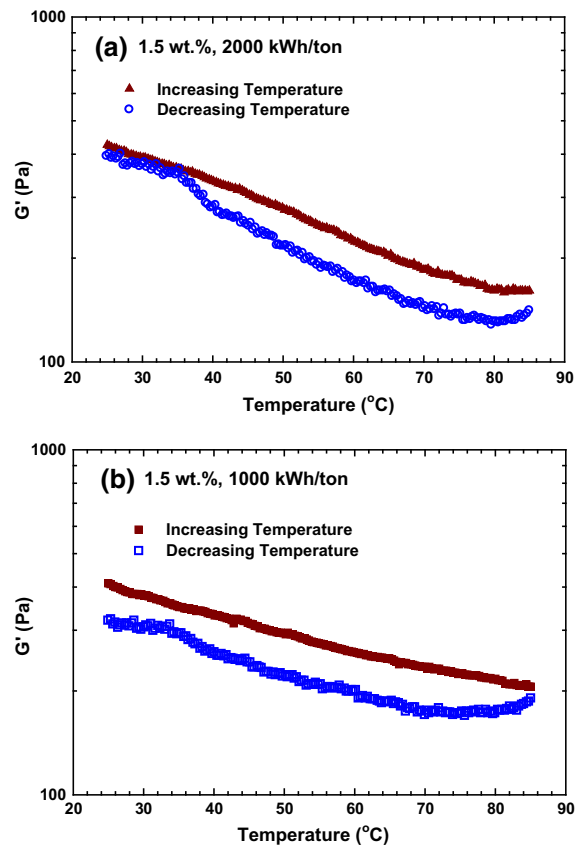 1000
(a) 1.5 wt.%, 2000 kWh/ton
Increasing Temperature
Decreasing Temperature
G' (Pa)
100
20 30 40 50 60 70 80 90
Temperature (°C)
1000
(b) 1.5 wt.%, 1000 kWh/ton
Increasing Temperature
Decreasing Temperature
G' (Pa)
100
20 30 40 50 60 70 80 90
Temperature (°C)